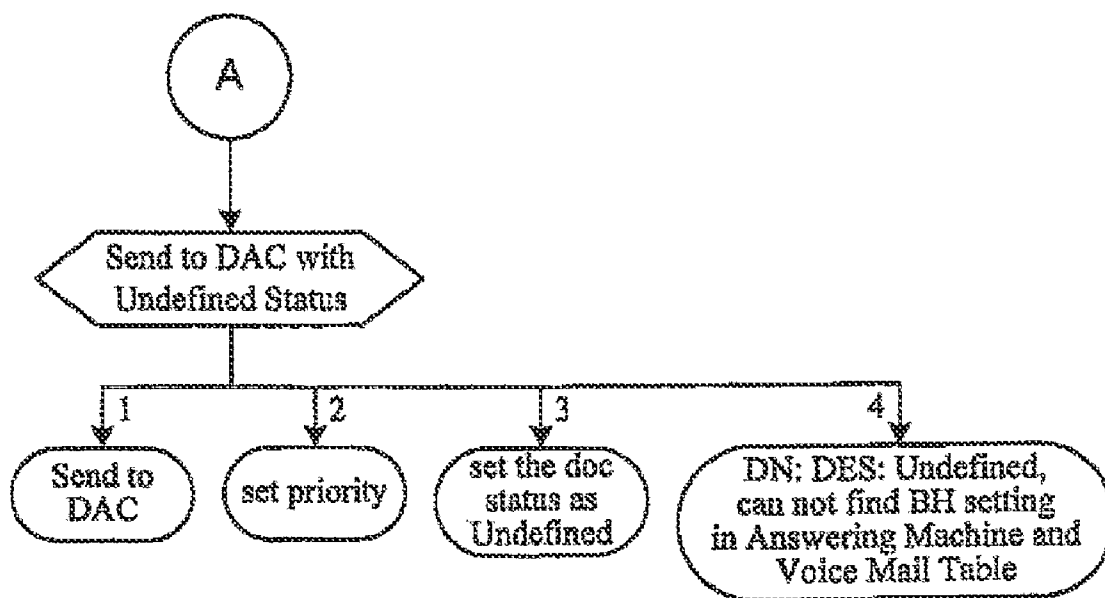 A
Send to DAC with
Undefined Status
1
2
3
4
Send to
DAC
set priority
set the doc
status as
Undefined
DN: DES: Undefined,
can not find BH setting
in Answering Machine and
Voice Mail Table